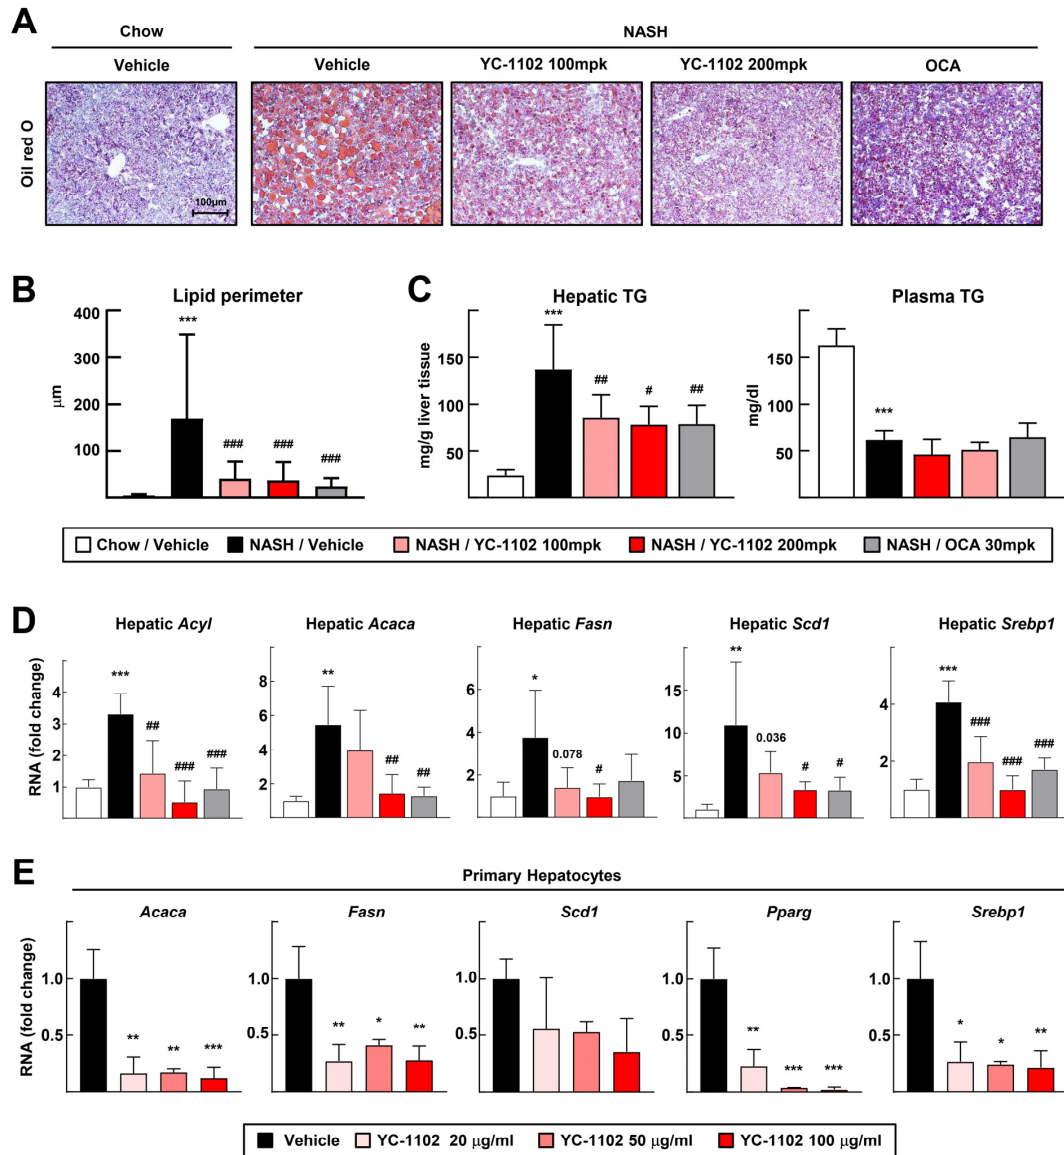 A
Chow
NASH
Vehicle
Vehicle
YC-1102 100mpk
YC-1102 200mpk
OCA
Oil red O
100μm
B
Lipid perimeter
μm
400
300
200
100
***
###
###
###
C
Hepatic TG
mg/g liver tissue
150
100
50
***
##
#
##
Plasma TG
mg/dl
150
100
50
***
Chow / Vehicle
NASH / Vehicle
NASH / YC-1102 100mpk
NASH / YC-1102 200mpk
NASH / OCA 30mpk
D
RNA (fold change)
Hepatic Acyl
4
3
2
1
***
##
###
###
Hepatic Acaca
8
6
4
2
**
##
##
Hepatic Fasn
6
4
2
*
0.078
#
Hepatic Scd1
15
10
5
**
0.036
#
#
Hepatic Srebp1
4
2
***
###
###
###
E
Primary Hepatocytes
RNA (fold change)
Acaca
1.0
0.5
**
**
***
Fasn
1.0
0.5
**
*
**
Scd1
1.0
0.5
Pparg
1.0
0.5
**
***
***
Srebp1
1.0
0.5
*
*
**
Vehicle
YC-1102 20 μg/ml
YC-1102 50 μg/ml
YC-1102 100 μg/ml